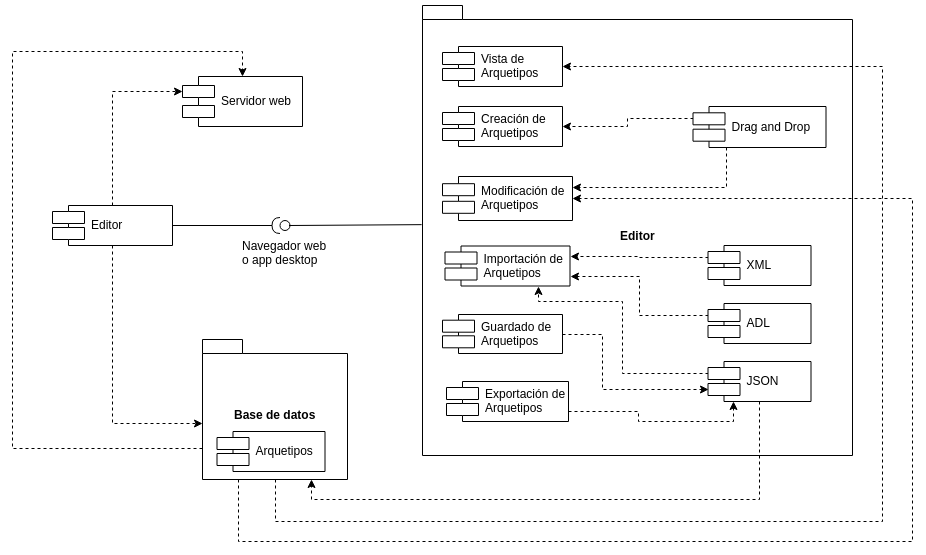 Vista de
Arquetipos
Servidor web
Creación de
Arquetipos
Drag and Drop
Modificación de
Arquetipos
Editor
Navegador web
o app desktop
Editor
Importación de
Arquetipos
XML
Guardado de
Arquetipos
ADL
JSON
Exportación de
Arquetipos
Base de datos
Arquetipos